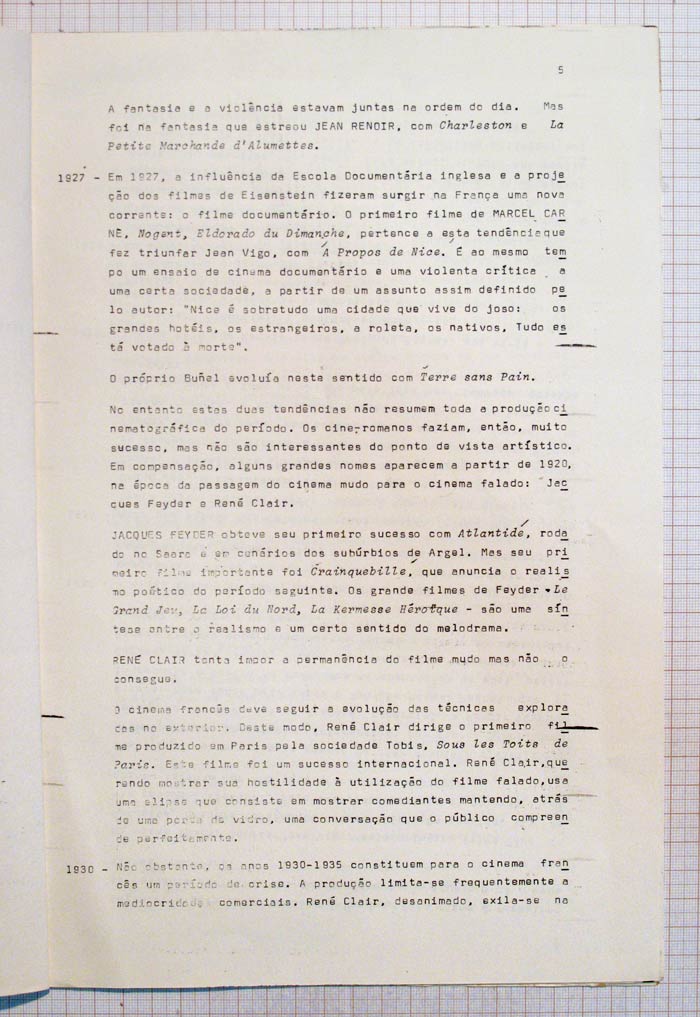 5
A fantasia e a violência estavam juntas na ordem do dia. Mas
foi na fantasia que estreou JEAN RENOIR, com Charleston e La
Petite Marchande d'Alumettes.
1927 - Em 1927, a influência da Escola Documentária inglesa e a proje
ção dos filmes de Eisenstein fizeram surgir na França uma nova
corrente: o filme documentário. O primeiro filme de MARCEL CAR
NÉ, Nogent, Eldorado du Dimanche, pertence a esta tendência que
fez triunfar Jean Vigo, com À Propos de Nice. É ao mesmo tem
po um ensaio de cinema documentário e uma violenta crítica a
uma certa sociedade, a partir de um assunto assim definido pe
lo autor: "Nice é sobretudo uma cidade que vive do joso: os
grandes hotéis, os estrangeiros, a roleta, os nativos, Tudo es
tá votado à morte".
O próprio Buñel evoluía neste sentido com Terre sans Pain.
No entanto estas duas tendências não resumem toda a produção ci
nematográfica do período. Os cine-romanos faziam, então, muito
sucesso, mas não são interessantes do ponto de vista artístico.
Em compensação, alguns grandes nomes aparecem a partir de 1920,
na época da passagem do cinema mudo para o cinema falado: Jac
ques Feyder e René Clair.
JACQUES FEYDER obteve seu primeiro sucesso com Atlantide, roda
do no Saara e em cenários dos subúrbios de Argel. Mas seu pri
meiro filme importante foi Crainquebille, que anuncia o realis
mo poético do período seguinte. Os grande filmes de Feyder - Le
Grand Jeu, La Loi du Nord, La Kermesse Héroïque - são uma sín
tese entre o realismo e um certo sentido do melodrama.
RENÉ CLAIR tenta impor a permanência do filme mudo mas não o
consegue.
O cinema francês deve seguir a evolução das técnicas explora
das no exterior. Deste modo, René Clair dirige o primeiro fil
me produzido em Paris pela sociedade Tobis, Sous les Toits de
Paris. Este filme foi um sucesso internacional. René Clair, que
rendo mostrar sua hostilidade à utilização do filme falado, usa
uma elipse que consiste em mostrar comediantes mantendo, atrás
de uma porta de vidro, uma conversação que o público compreen
de perfeitamente.
1930 - Não obstante, os anos 1930-1935 constituem para o cinema fran
cês um período de crise. A produção limita-se frequentemente a
mediocridade comerciais. René Clair, desanimado, exila-se na